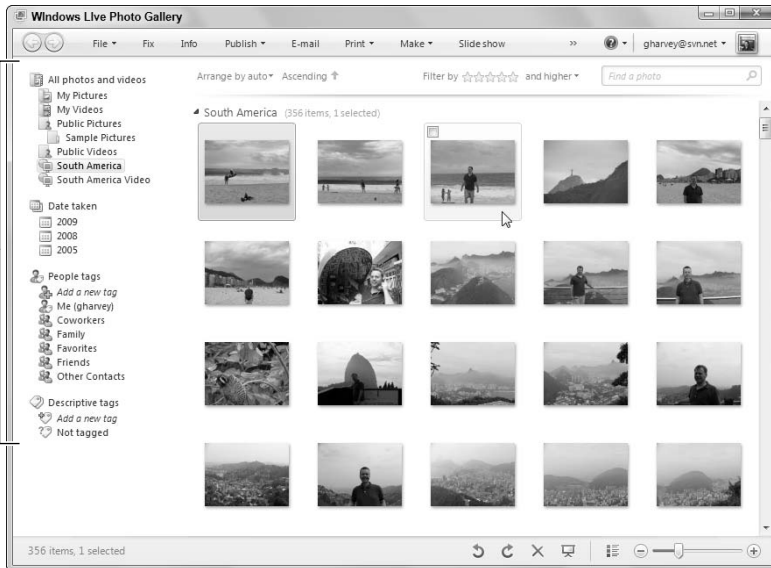 Windows Live Photo Gallery
File Fix Info Publish E-mail Print Make Slide show » gharvey@svn.net
Arrange by auto Ascending Filter by and higher Find a photo
All photos and videos
My Pictures
My Videos
Public Pictures
Sample Pictures
Public Videos
South America
South America Video
Date taken
2009
2008
2005
People tags
Add a new tag
Me (gharvey)
Coworkers
Family
Favorites
Friends
Other Contacts
Descriptive tags
Add a new tag
Not tagged
South America (356 items, 1 selected)
356 items, 1 selected